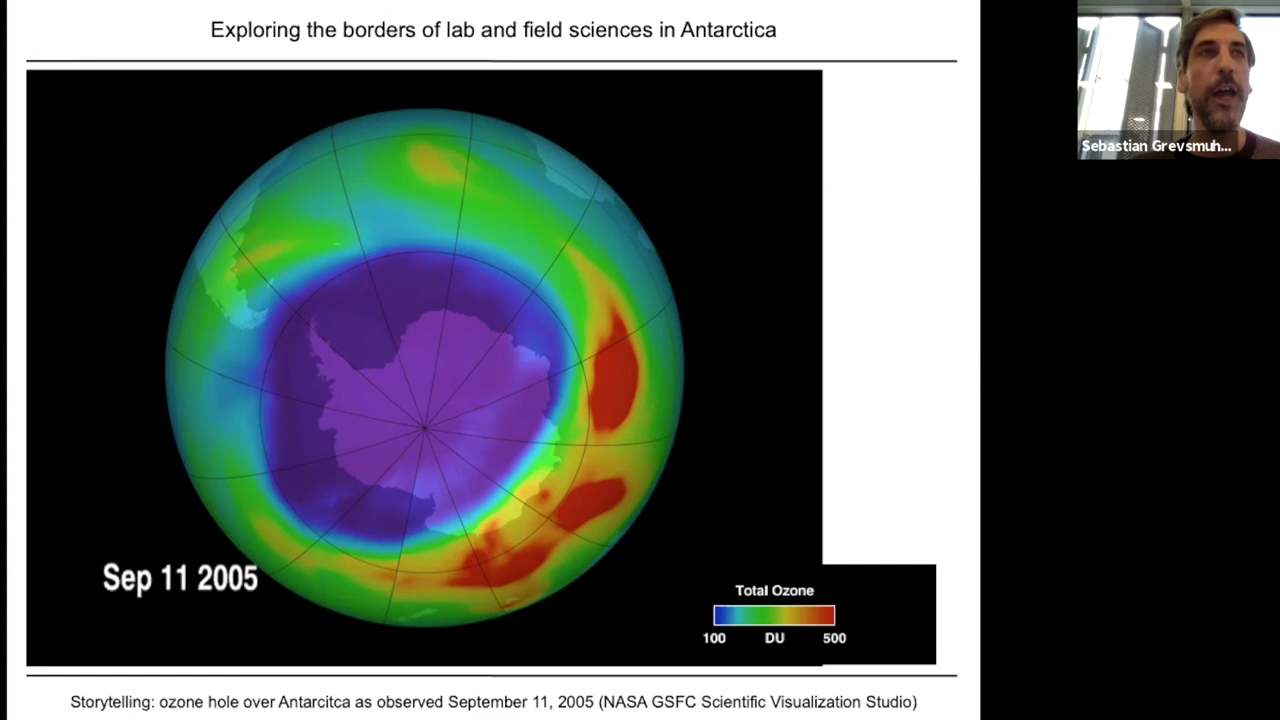 Exploring the borders of lab and field sciences in Antarctica
Sebastian Grevsmuh...
Sep 11 2005
Total Ozone
100 DU 500
Storytelling: ozone hole over Antarcitca as observed September 11, 2005 (NASA GSFC Scientific Visualization Studio)